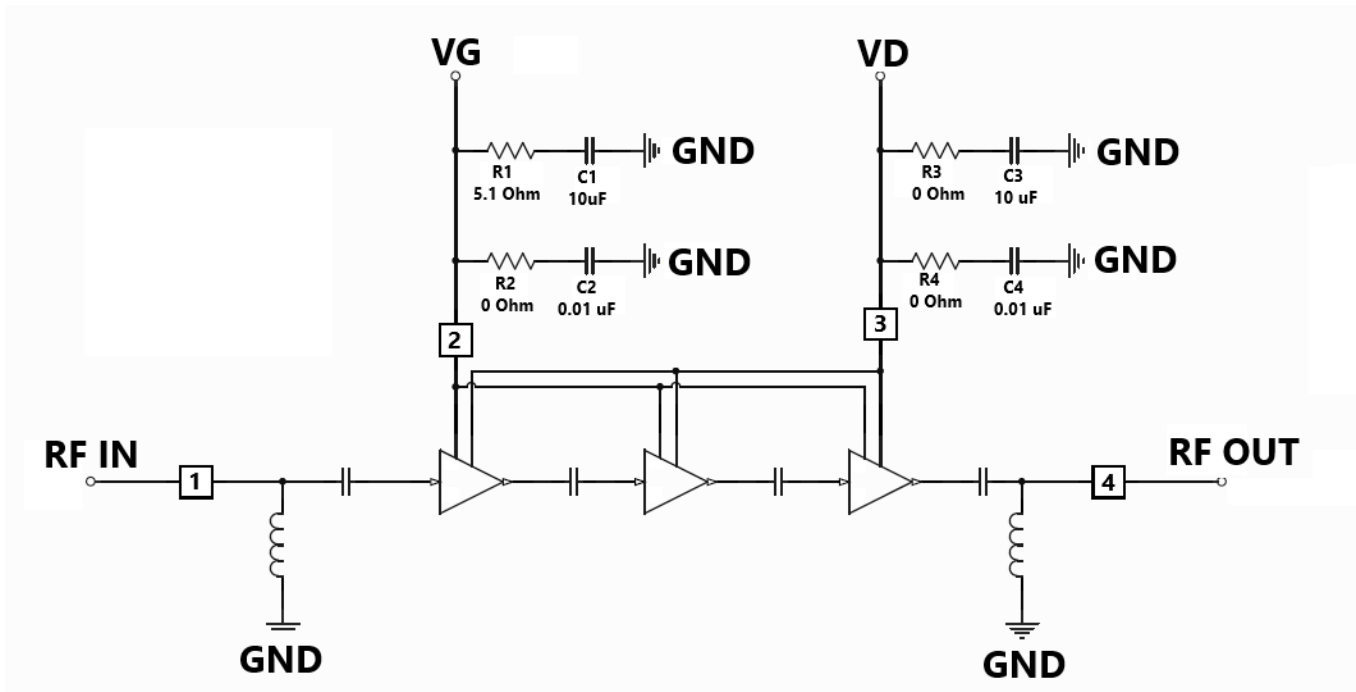 VG
VD
R1
5.1 Ohm
C1
10uF
GND
R3
0 Ohm
C3
10 uF
GND
R2
0 Ohm
C2
0.01 uF
GND
R4
0 Ohm
C4
0.01 uF
GND
2
3
RF IN
1
4
RF OUT
GND
GND